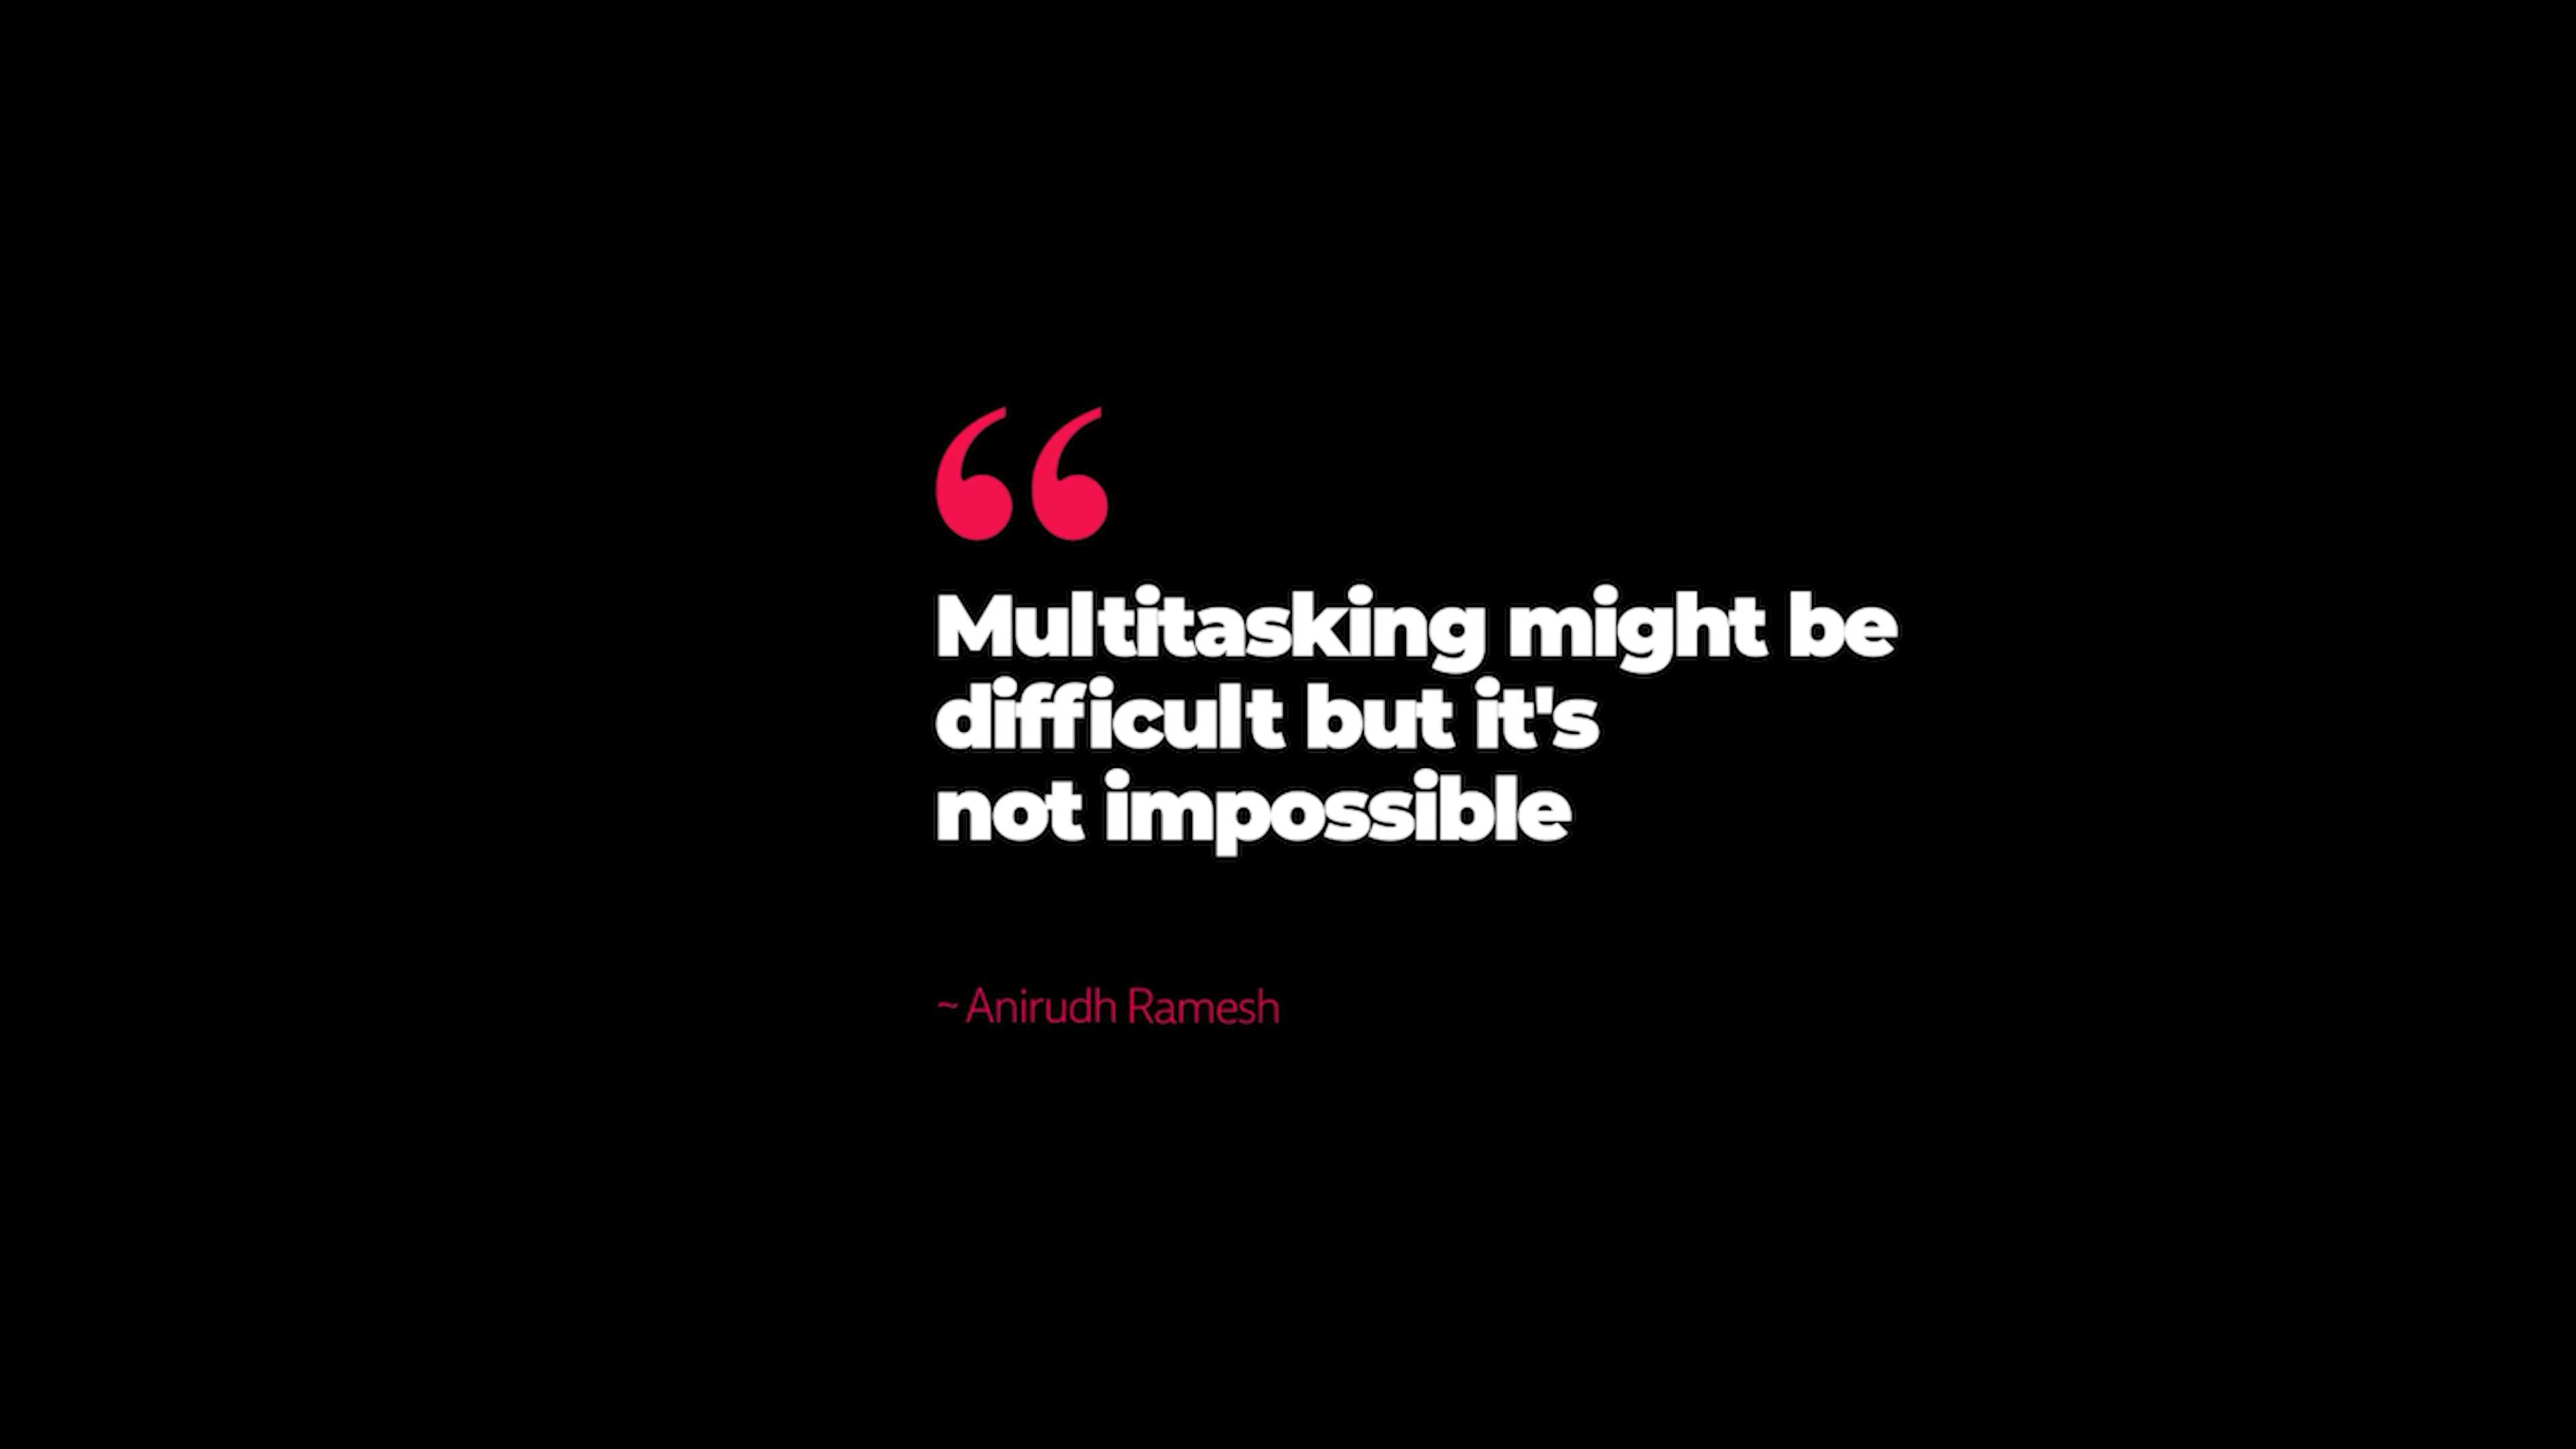 “
Multitasking might be
difficult but it's
not impossible
~ Anirudh Ramesh